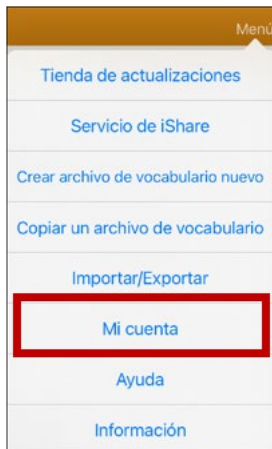 Menú
Tienda de actualizaciones
Servicio de iShare
Crear archivo de vocabulario nuevo
Copiar un archivo de vocabulario
Importar/Exportar
Mi cuenta
Ayuda
Información